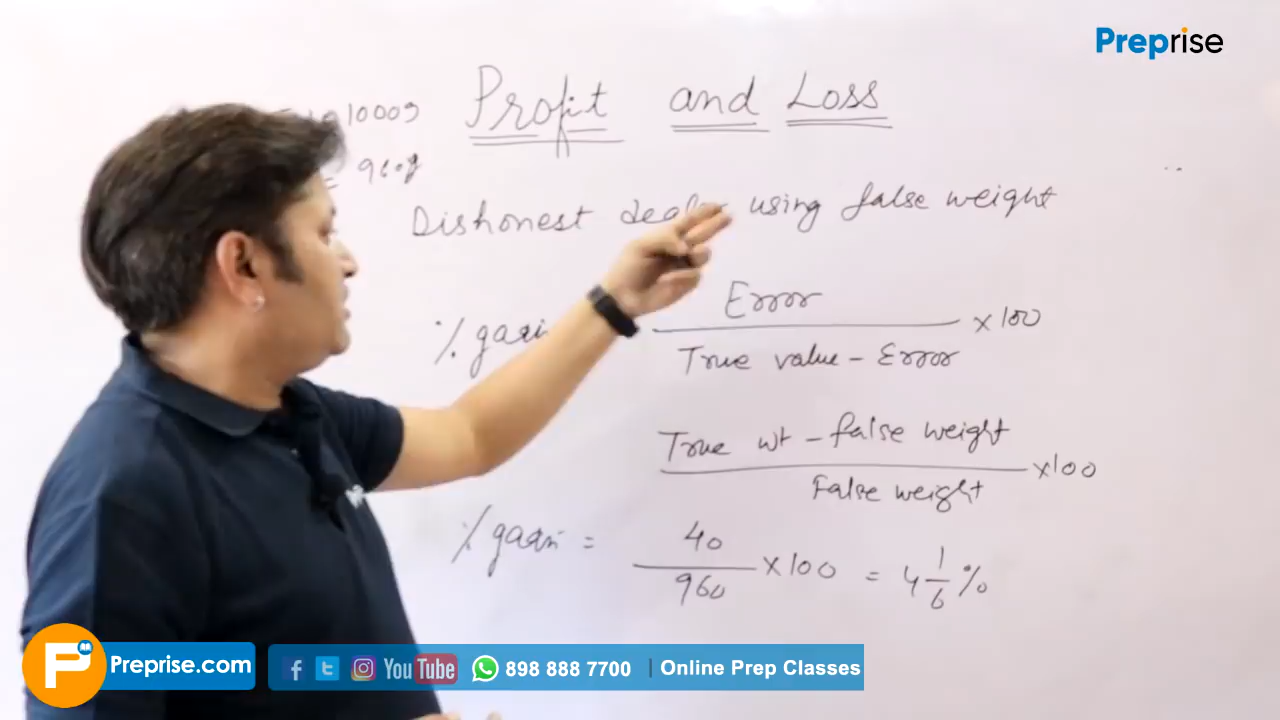 Preprise
1000g
Profit and Loss
= 960g
Dishonest dealer using false weight
% gain
Error
True value - Error
×100
True wt - false weight
False weight
×100
% gain = 40/960 ×100 = 4 1/6 %
P Preprise.com
f You Tube 898 888 7700 | Online Prep Classes